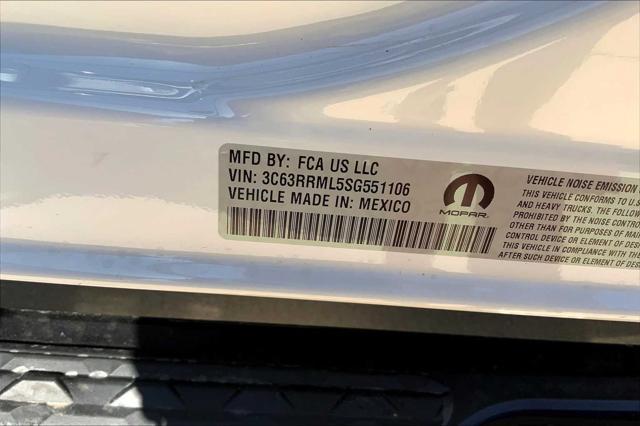 MFD BY: FCA US LLC
VIN: 3C63RRML5SG551106
VEHICLE MADE IN: MEXICO
MOPAR
VEHICLE NOISE EMISSION
THIS VEHICLE CONFORMS TO U.S
AND HEAVY TRUCKS. THE FOLLO
PROHIBITED BY THE NOISE CONTR
OTHER THAN FOR PURPOSES OF MA
CONTROL DEVICE OR ELEMENT OF DES
THIS VEHICLE IN COMPLIANCE WITH
AFTER SUCH DEVICE OR ELEMENT OF DES